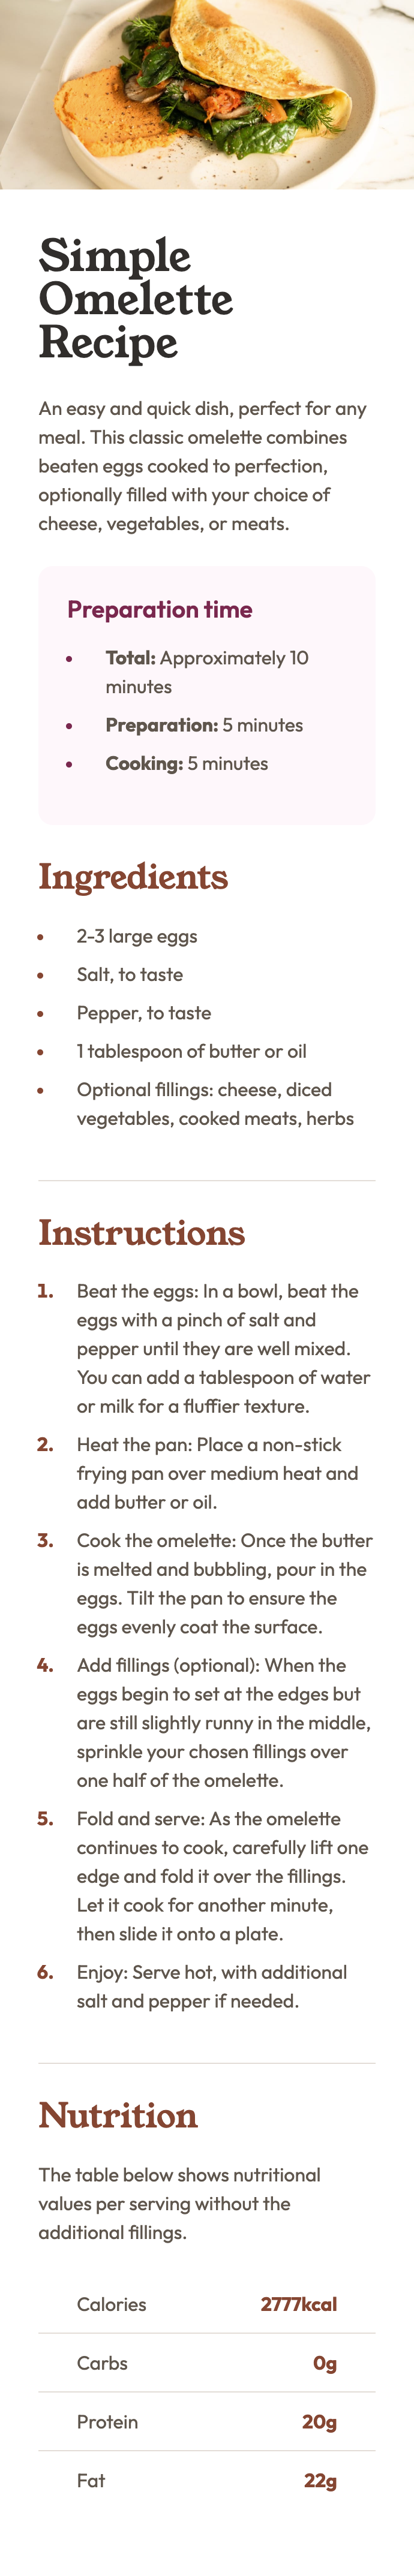 Simple
Omelette
Recipe
An easy and quick dish, perfect for any
meal. This classic omelette combines
beaten eggs cooked to perfection,
optionally filled with your choice of
cheese, vegetables, or meats.
Preparation time
• Total: Approximately 10
minutes
• Preparation: 5 minutes
• Cooking: 5 minutes
Ingredients
• 2-3 large eggs
• Salt, to taste
• Pepper, to taste
• 1 tablespoon of butter or oil
• Optional fillings: cheese, diced
vegetables, cooked meats, herbs
Instructions
1. Beat the eggs: In a bowl, beat the
eggs with a pinch of salt and
pepper until they are well mixed.
You can add a tablespoon of water
or milk for a fluffier texture.
2. Heat the pan: Place a non-stick
frying pan over medium heat and
add butter or oil.
3. Cook the omelette: Once the butter
is melted and bubbling, pour in the
eggs. Tilt the pan to ensure the
eggs evenly coat the surface.
4. Add fillings (optional): When the
eggs begin to set at the edges but
are still slightly runny in the middle,
sprinkle your chosen fillings over
one half of the omelette.
5. Fold and serve: As the omelette
continues to cook, carefully lift one
edge and fold it over the fillings.
Let it cook for another minute,
then slide it onto a plate.
6. Enjoy: Serve hot, with additional
salt and pepper if needed.
Nutrition
The table below shows nutritional
values per serving without the
additional fillings.
Calories 2777kcal
Carbs 0g
Protein 20g
Fat 22g